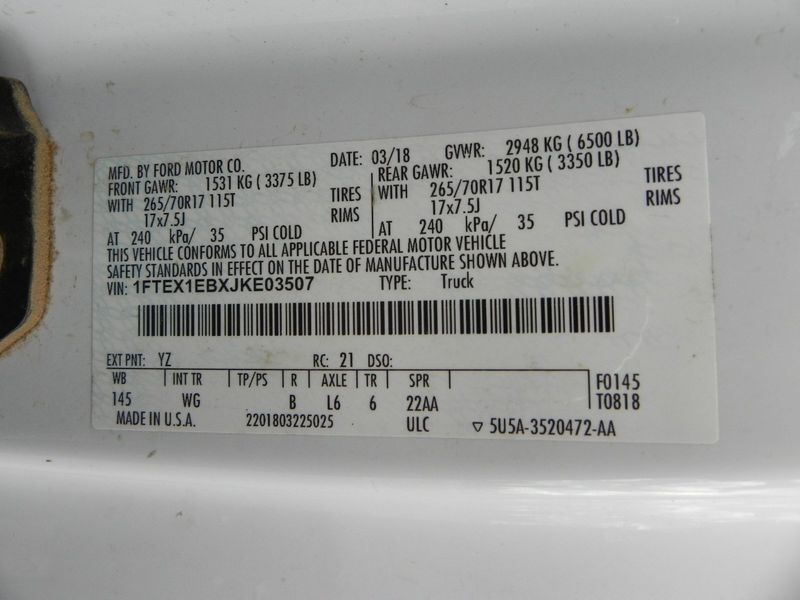 MFD. BY FORD MOTOR CO. DATE: 03/18 GVWR: 2948 KG ( 6500 LB)
FRONT GAWR: 1531 KG ( 3375 LB) REAR GAWR: 1520 KG ( 3350 LB)
WITH 265/70R17 115T TIRES WITH 265/70R17 115T TIRES
17x7.5J RIMS 17x7.5J RIMS
AT 240 kPa/ 35 PSI COLD AT 240 kPa/ 35 PSI COLD
THIS VEHICLE CONFORMS TO ALL APPLICABLE FEDERAL MOTOR VEHICLE
SAFETY STANDARDS IN EFFECT ON THE DATE OF MANUFACTURE SHOWN ABOVE.
VIN: 1FTEX1EBXJKE03507 TYPE: Truck
EXT PNT: YZ RC: 21 DSO:
WB INT TR TP/PS R AXLE TR SPR F0145
145 WG B L6 6 22AA T0818
MADE IN U.S.A. 2201803225025 ULC ▽ 5U5A-3520472-AA